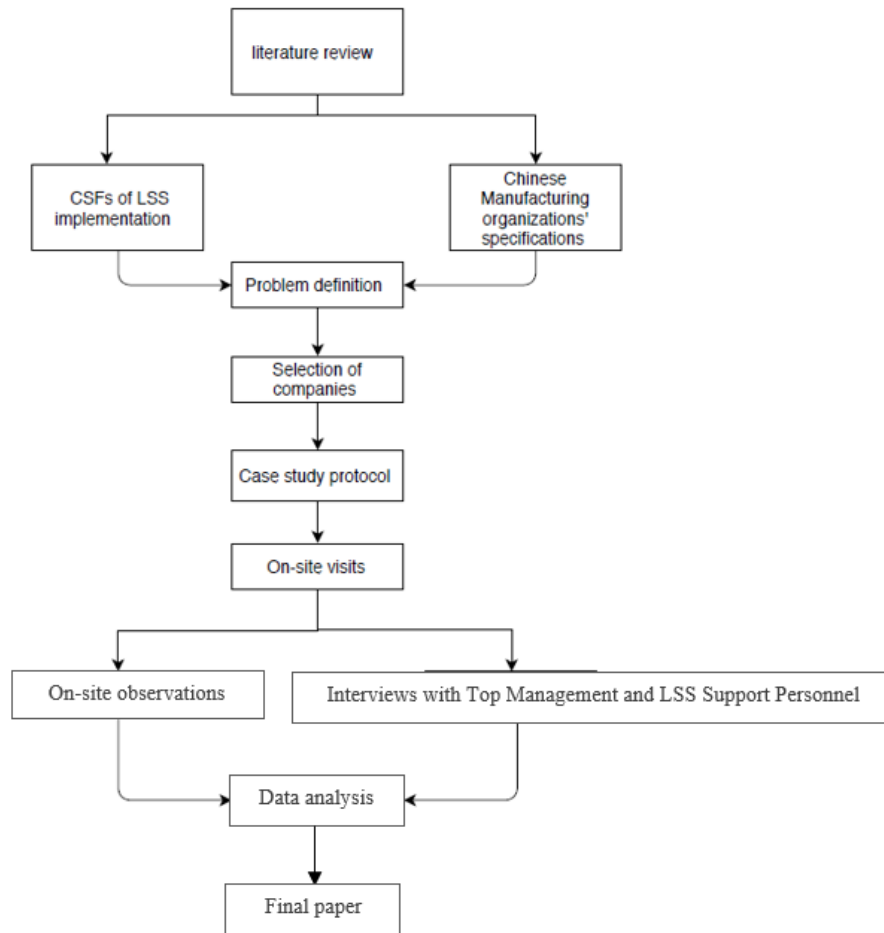 literature review
CSFs of LSS
implementation
Chinese
Manufacturing
organizations'
specifications
Problem definition
Selection of
companies
Case study protocol
On-site visits
On-site observations
Interviews with Top Management and LSS Support Personnel
Data analysis
Final paper